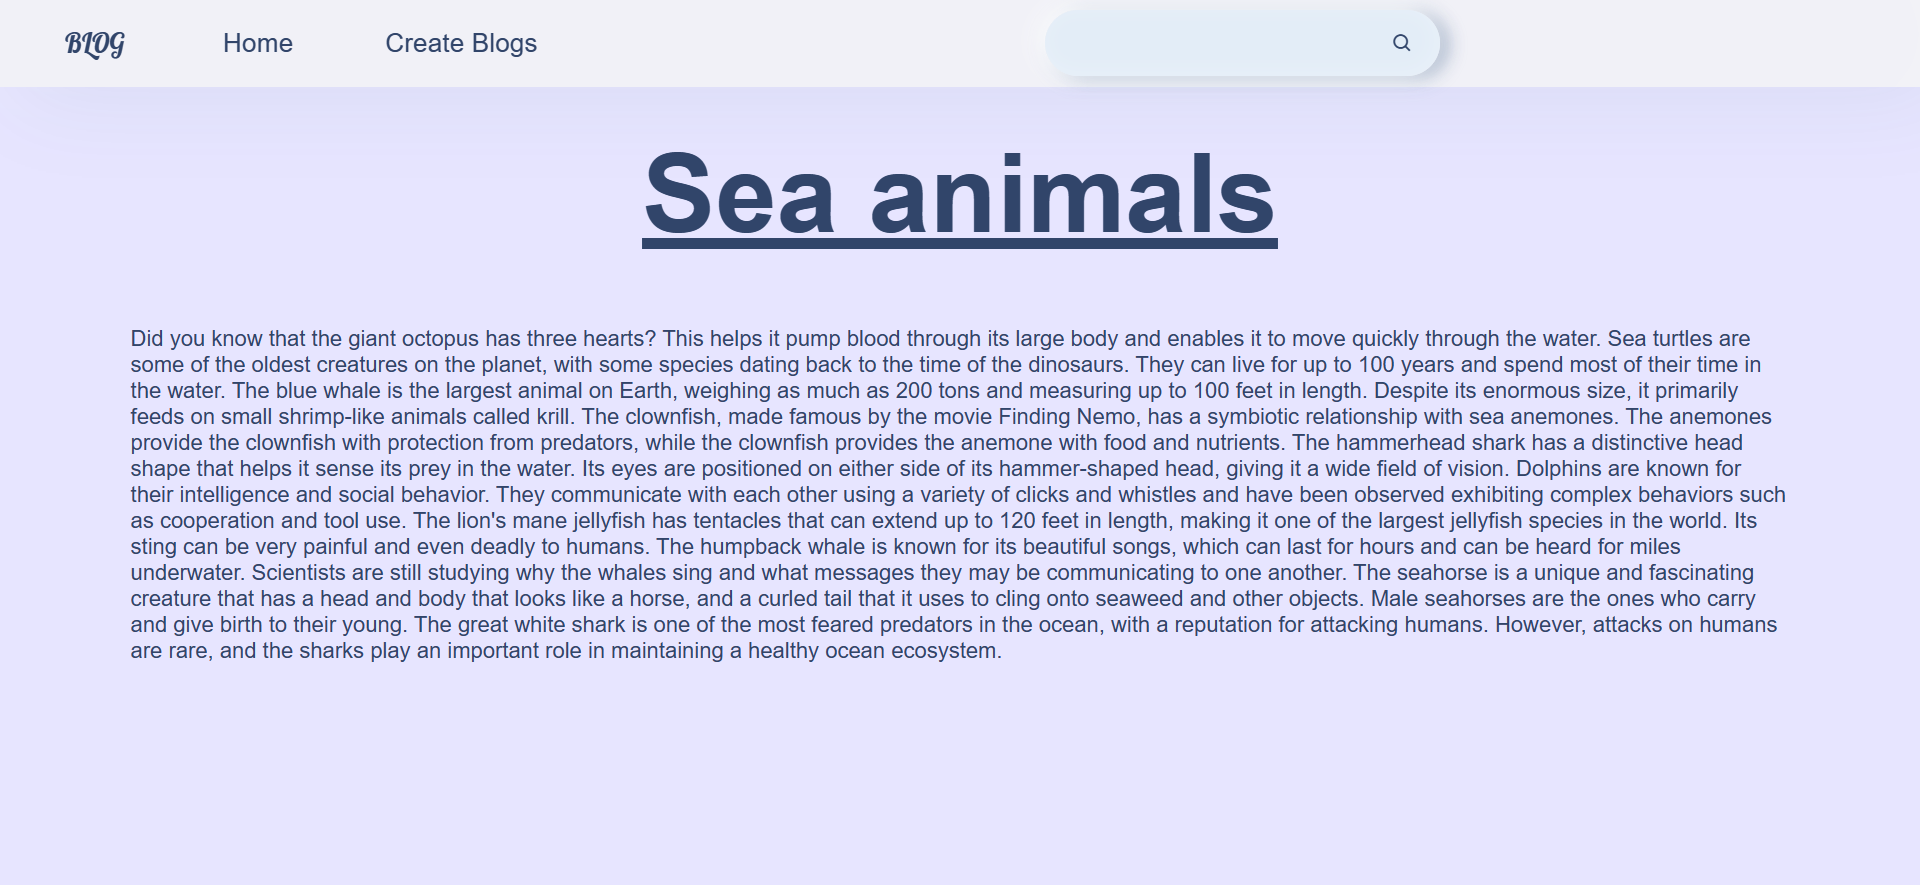 BLOG
Home
Create Blogs
Sea animals
Did you know that the giant octopus has three hearts? This helps it pump blood through its large body and enables it to move quickly through the water. Sea turtles are
some of the oldest creatures on the planet, with some species dating back to the time of the dinosaurs. They can live for up to 100 years and spend most of their time in
the water. The blue whale is the largest animal on Earth, weighing as much as 200 tons and measuring up to 100 feet in length. Despite its enormous size, it primarily
feeds on small shrimp-like animals called krill. The clownfish, made famous by the movie Finding Nemo, has a symbiotic relationship with sea anemones. The anemones
provide the clownfish with protection from predators, while the clownfish provides the anemone with food and nutrients. The hammerhead shark has a distinctive head
shape that helps it sense its prey in the water. Its eyes are positioned on either side of its hammer-shaped head, giving it a wide field of vision. Dolphins are known for
their intelligence and social behavior. They communicate with each other using a variety of clicks and whistles and have been observed exhibiting complex behaviors such
as cooperation and tool use. The lion's mane jellyfish has tentacles that can extend up to 120 feet in length, making it one of the largest jellyfish species in the world. Its
sting can be very painful and even deadly to humans. The humpback whale is known for its beautiful songs, which can last for hours and can be heard for miles
underwater. Scientists are still studying why the whales sing and what messages they may be communicating to one another. The seahorse is a unique and fascinating
creature that has a head and body that looks like a horse, and a curled tail that it uses to cling onto seaweed and other objects. Male seahorses are the ones who carry
and give birth to their young. The great white shark is one of the most feared predators in the ocean, with a reputation for attacking humans. However, attacks on humans
are rare, and the sharks play an important role in maintaining a healthy ocean ecosystem.